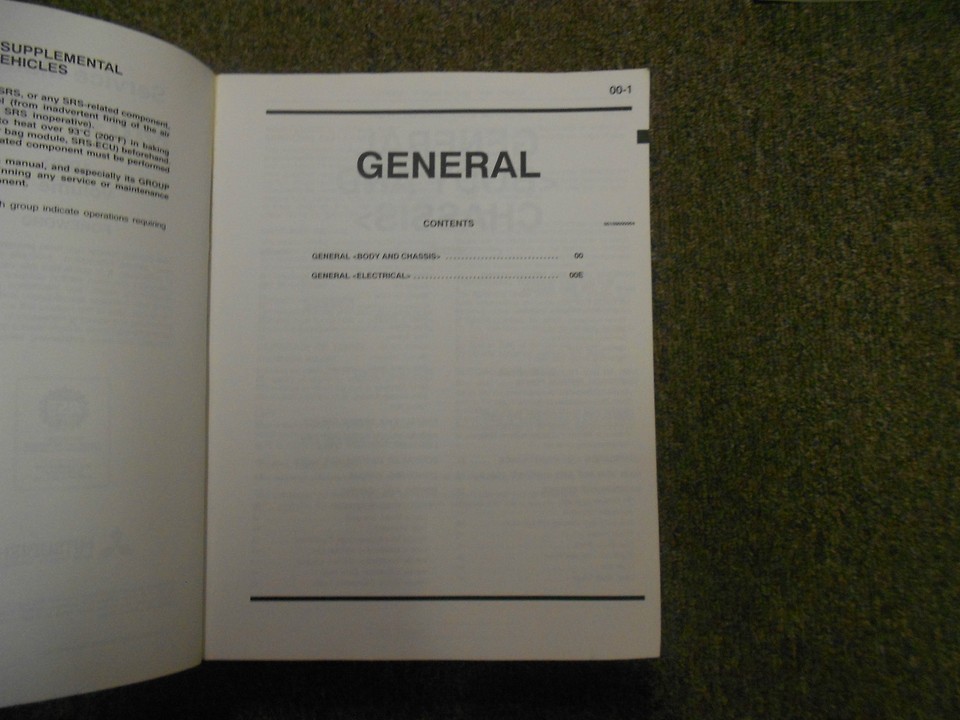 SUPPLEMENTAL
EHICLES
SRS, or any SRS-related component,
(from inadvertent firing of the air
SRS inoperative).
to heat over 93°C (200°F) in baking
bag module, SRS-ECU) beforehand.
ated component must be performed
manual, and especially its GROUP
nning any service or maintenance
onent.
h group indicate operations requiring
00-1
GENERAL
CONTENTS
GENERAL <BODY AND CHASSIS> ............................ 00
GENERAL <ELECTRICAL> .................................... 00E